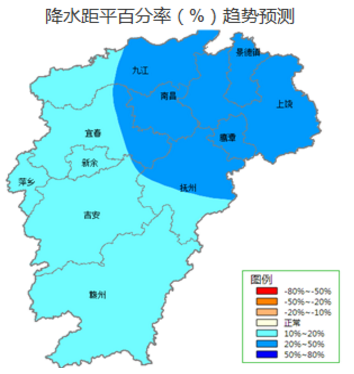 降水距平百分率（%）趋势预测
景德镇
九江
南昌
上饶
宜春
鹰潭
新余
萍乡
抚州
吉安
赣州
图例
-80%~-50%
-50%~-20%
-20%~-10%
正常
10%~20%
20%~50%
50%~80%